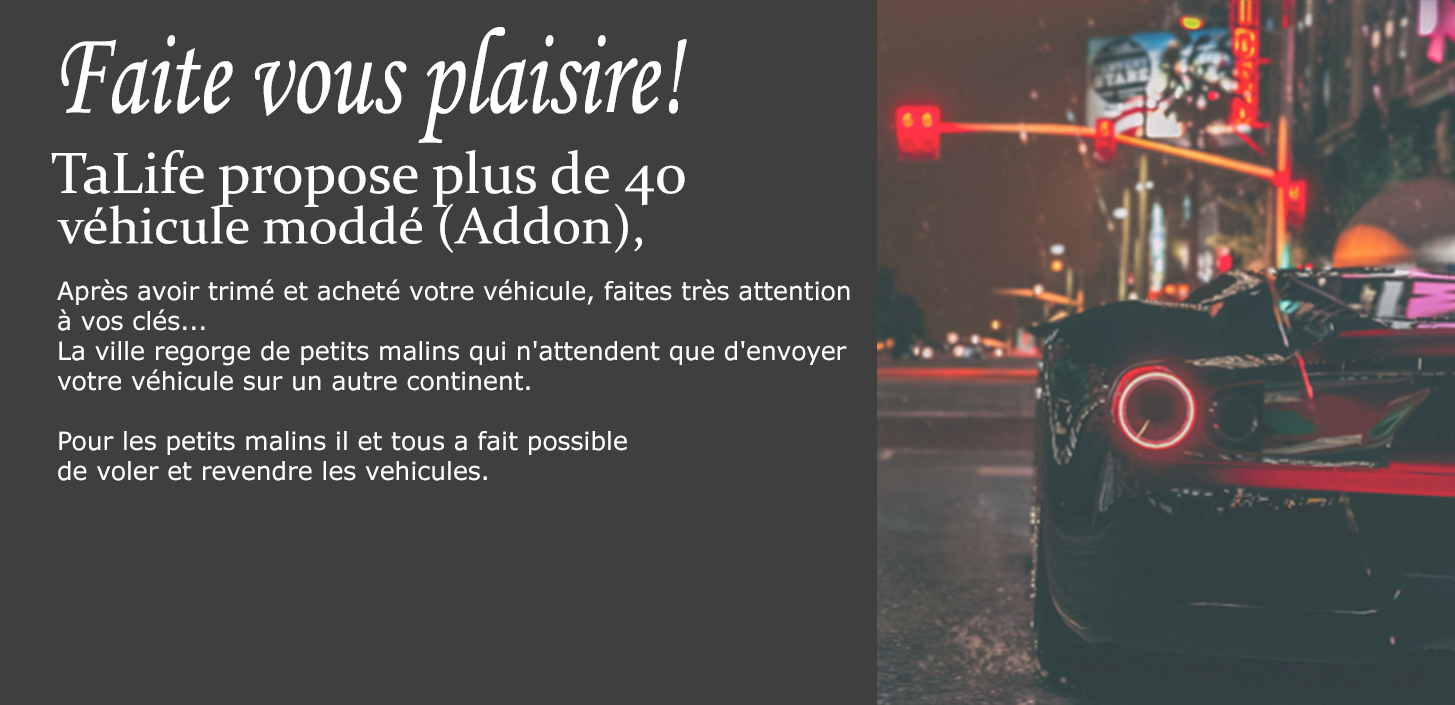 Faite vous plaisire!
TaLife propose plus de 40
véhicule moddé (Addon),
Après avoir trimé et acheté votre véhicule, faites très attention
à vos clés...
La ville regorge de petits malins qui n'attendent que d'envoyer
votre véhicule sur un autre continent.
Pour les petits malins il et tous a fait possible
de voler et revendre les vehicules.